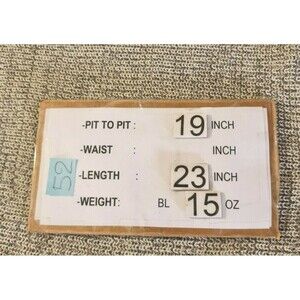 -PIT TO PIT : 19 INCH
-WAIST : INCH
-LENGTH : 23 INCH
-WEIGHT: BL 15 OZ
52